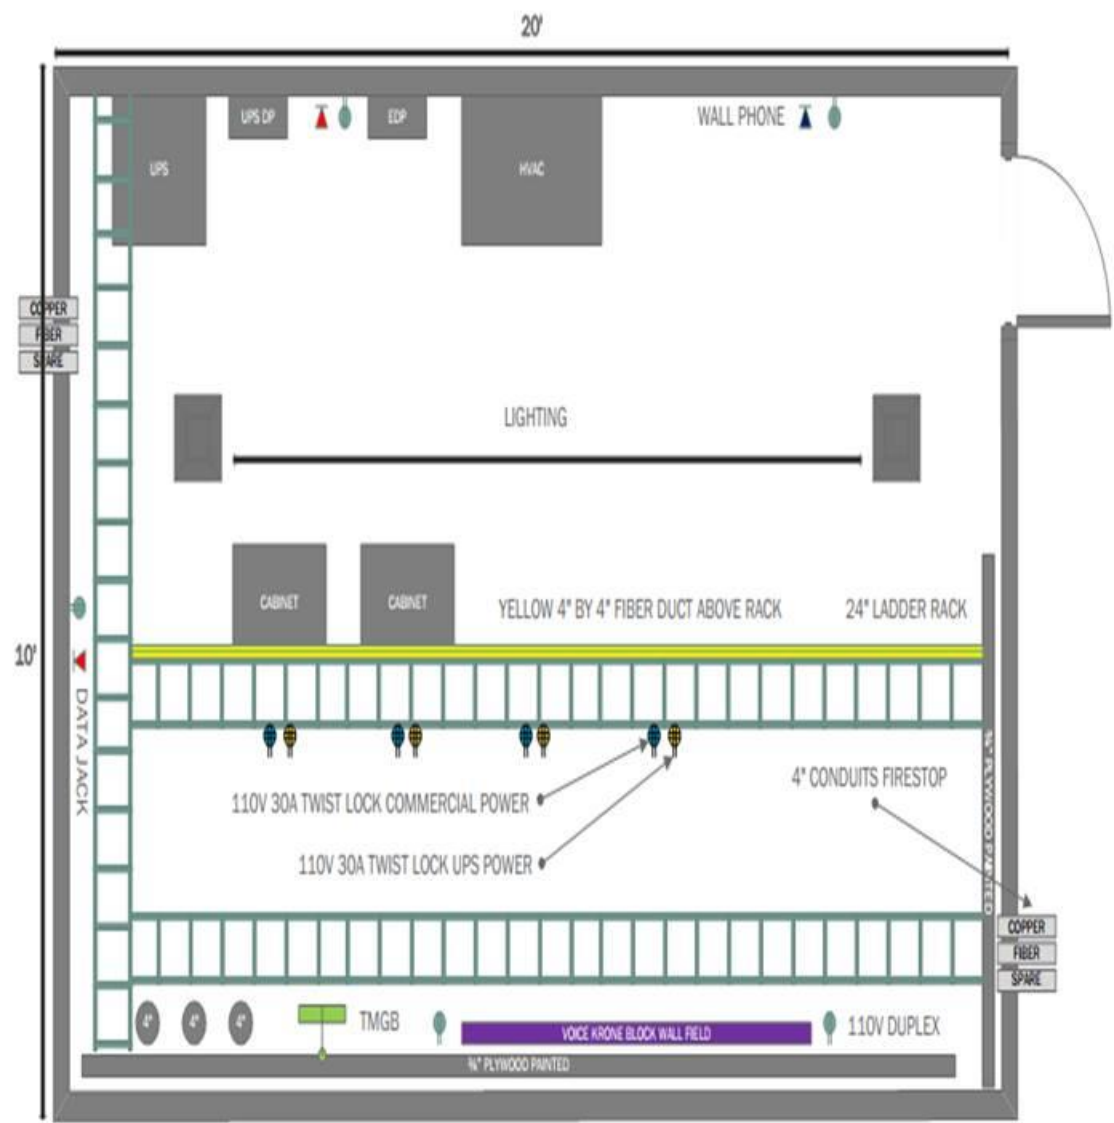 20'
UPS DP
EDP
WALL PHONE
UPS
HVAC
COPPER
FIBER
SPARE
LIGHTING
CABINET
CABINET
YELLOW 4" BY 4" FIBER DUCT ABOVE RACK
24" LADDER RACK
10'
DATA JACK
110V 30A TWIST LOCK COMMERCIAL POWER
4" CONDUITS FIRESTOP
¾" PLYWOOD PAINTED
110V 30A TWIST LOCK UPS POWER
COPPER
FIBER
SPARE
4"
4"
4"
TMGB
VOICE KRONE BLOCK WALL FIELD
110V DUPLEX
¾" PLYWOOD PAINTED